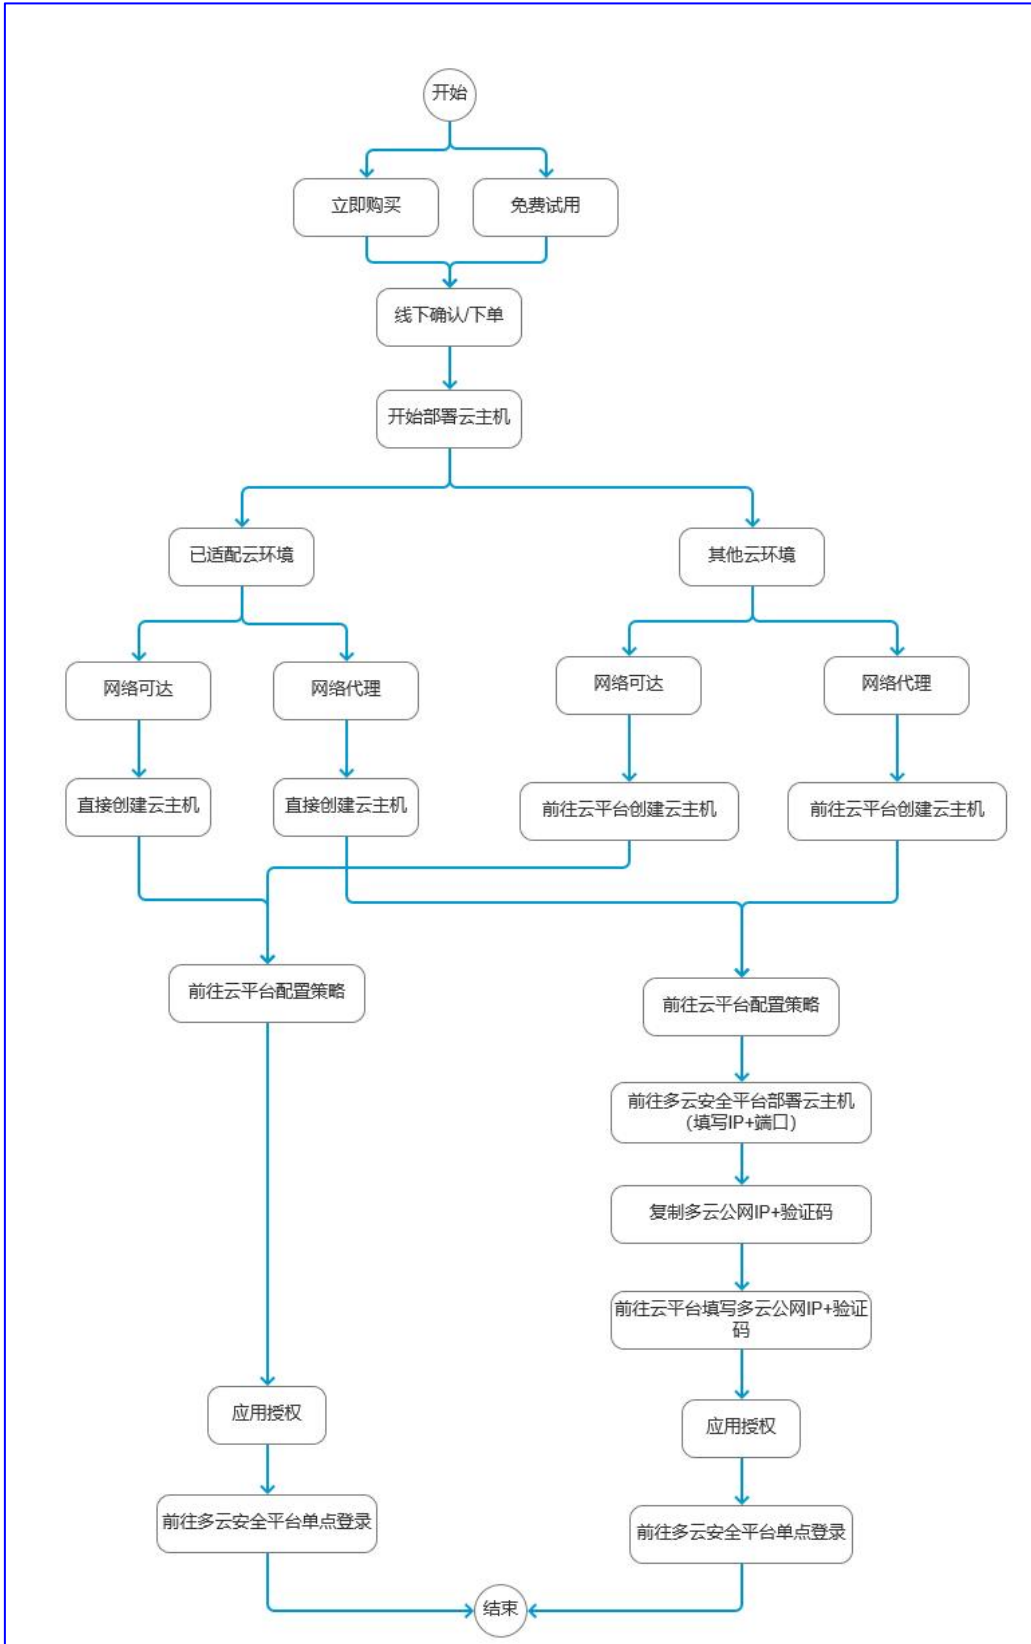 开始
立即购买
免费试用
线下确认/下单
开始部署云主机
已适配云环境
其他云环境
网络可达
网络代理
网络可达
网络代理
直接创建云主机
直接创建云主机
前往云平台创建云主机
前往云平台创建云主机
前往云平台配置策略
前往云平台配置策略
前往多云安全平台部署云主机
（填写IP+端口）
复制多云公网IP+验证码
前往云平台填写多云公网IP+验证
码
应用授权
应用授权
前往多云安全平台单点登录
前往多云安全平台单点登录
结束